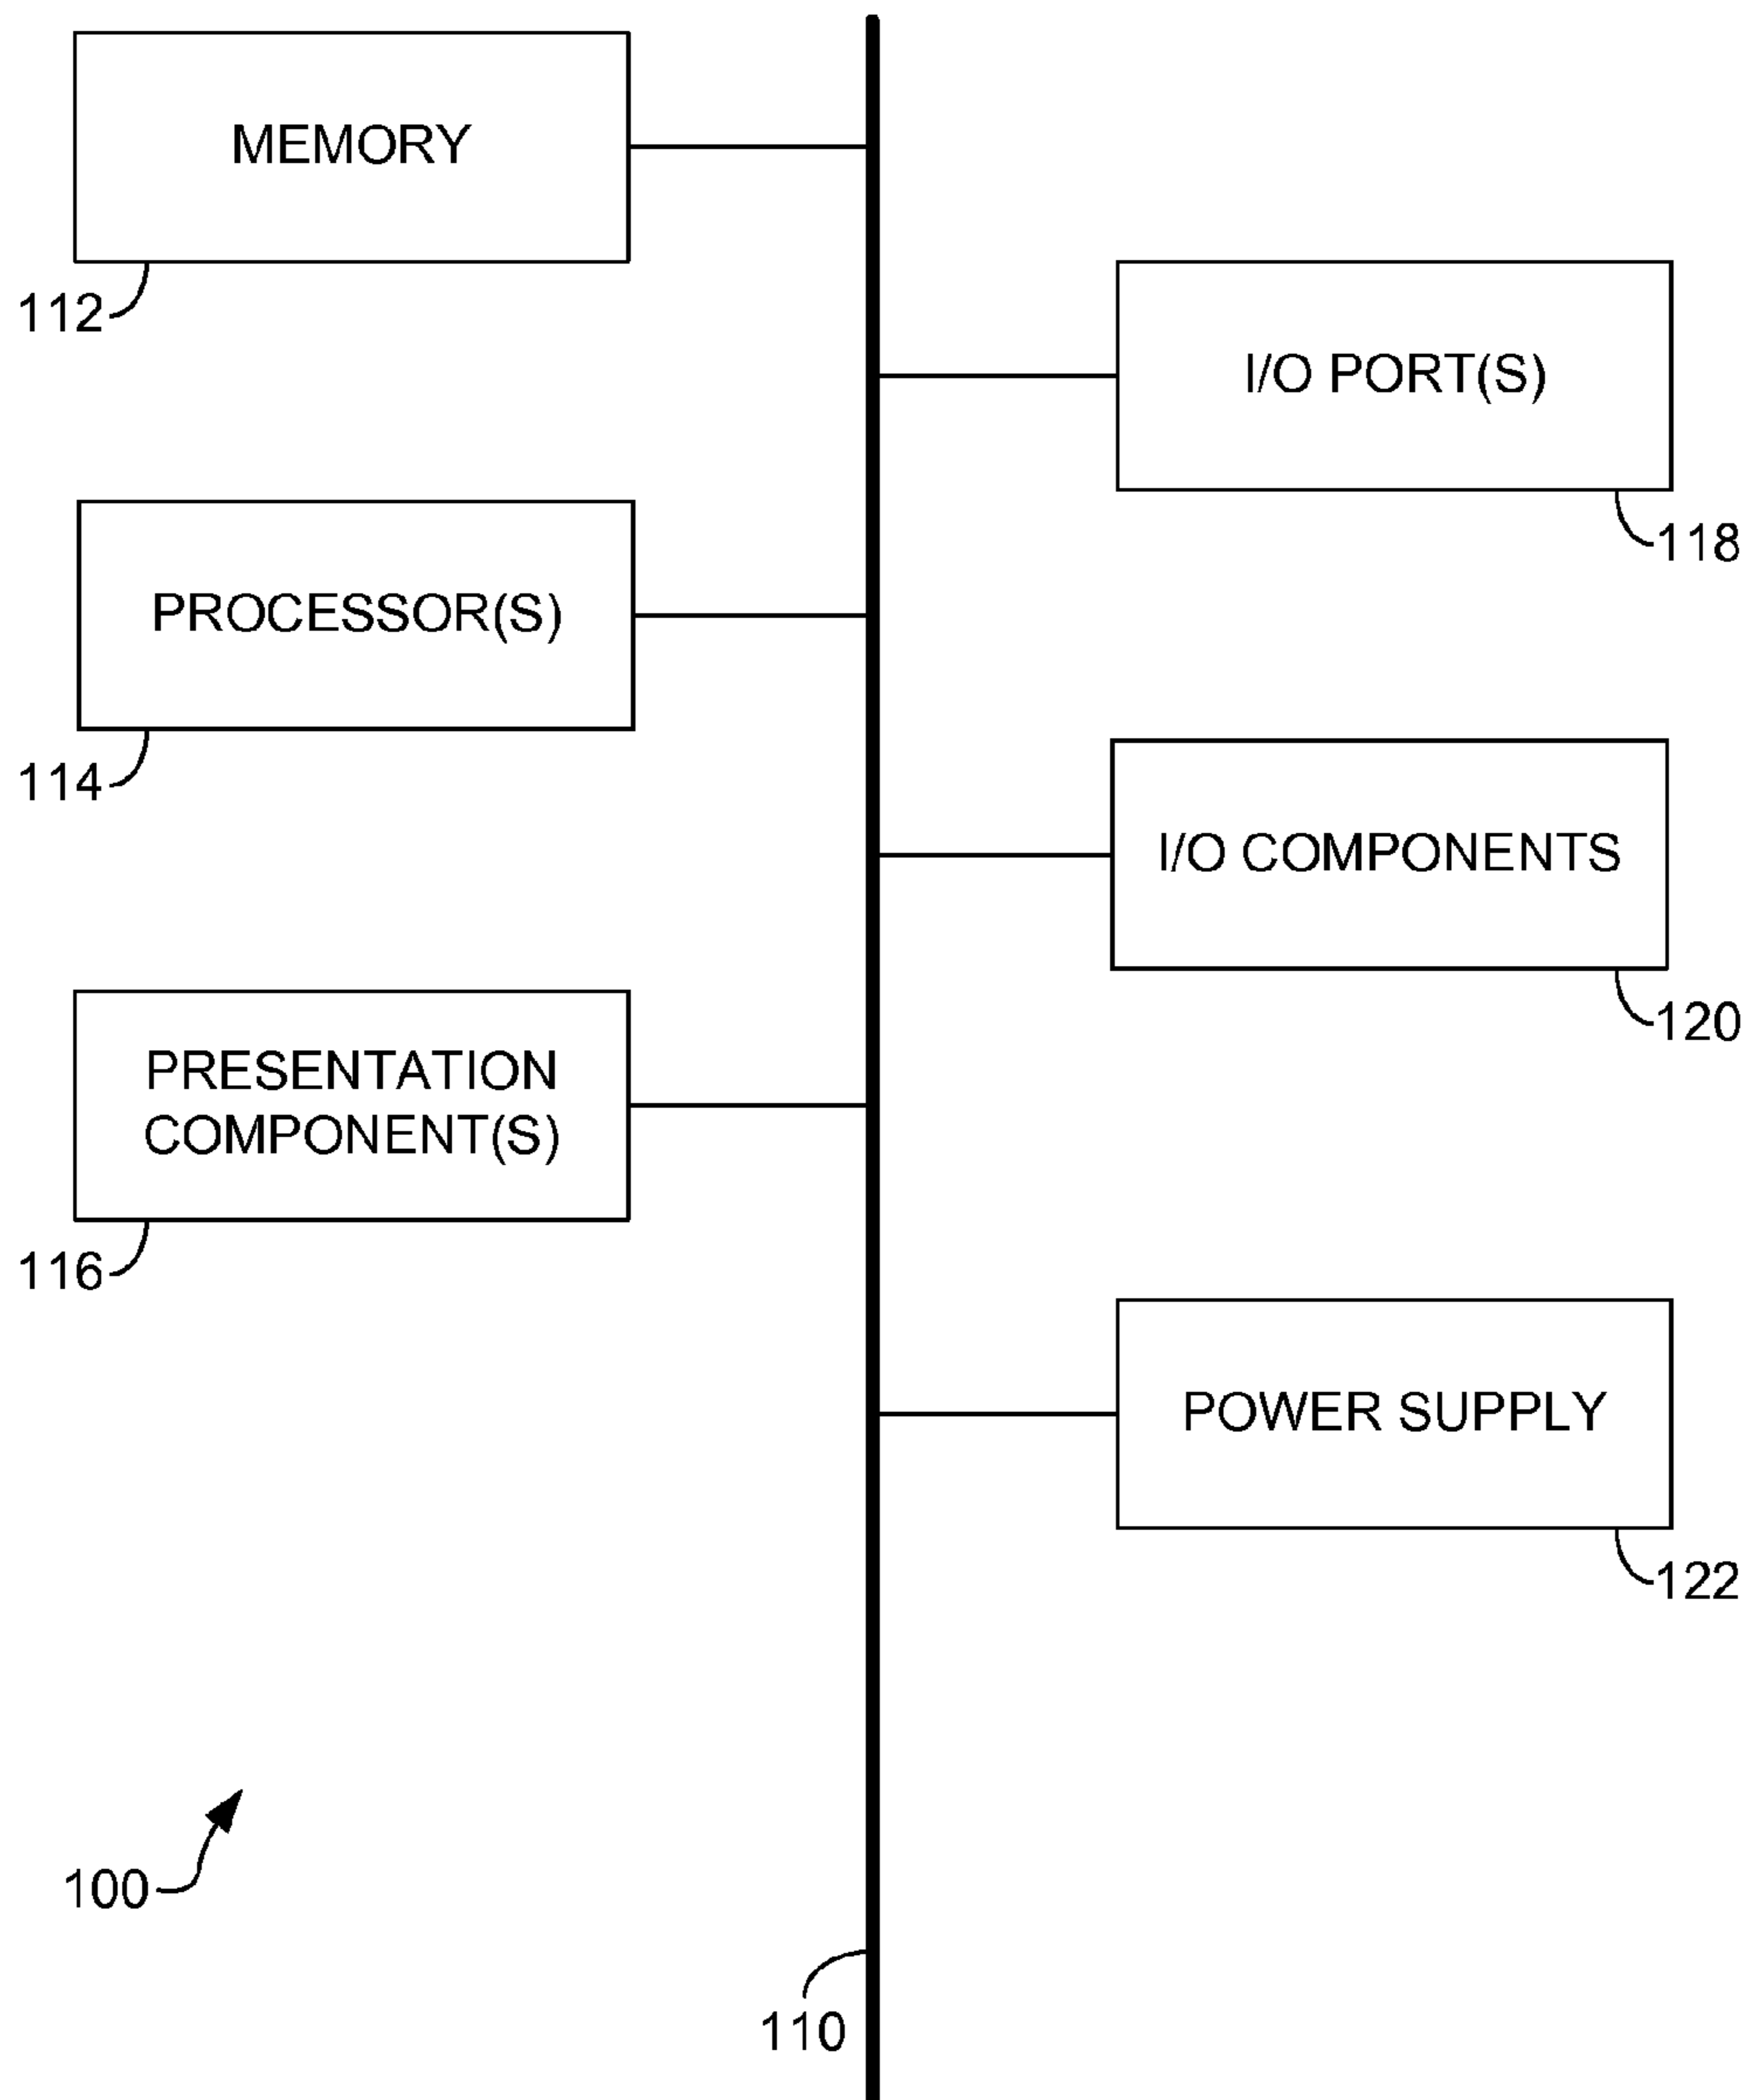 MEMORY
112
I/O PORT(S)
118
PROCESSOR(S)
114
I/O COMPONENTS
120
PRESENTATION
COMPONENT(S)
116
POWER SUPPLY
122
100
110